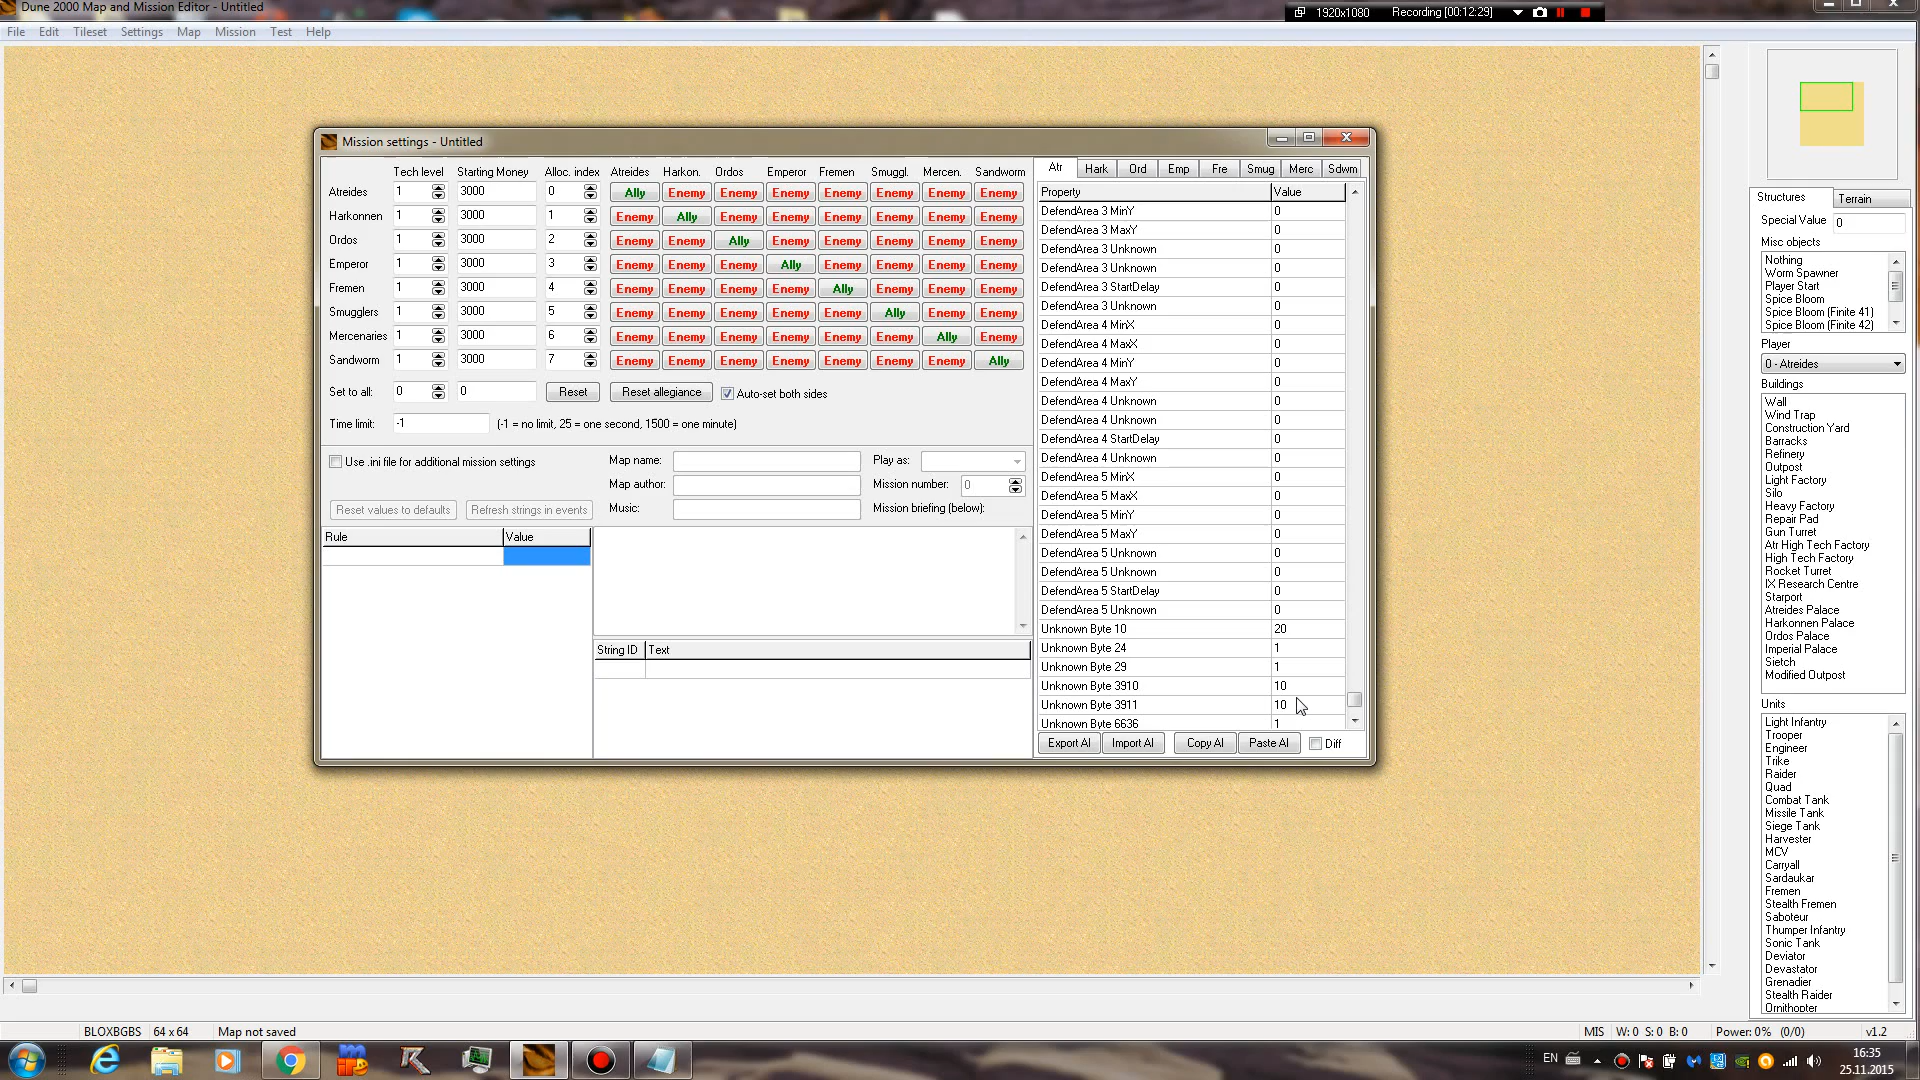 Dune 2000 Map and Mission Editor - Untitled
1920x1080 Recording [00:12:29]
File Edit Tileset Settings Map Mission Test Help
Mission settings - Untitled
Tech level Starting Money Alloc. index Atreides Harkon. Ordos Emperor Fremen Smuggl. Mercen. Sandworm
Atreides 1 3000 0 Ally Enemy Enemy Enemy Enemy Enemy Enemy Enemy
Harkonnen 1 3000 1 Enemy Ally Enemy Enemy Enemy Enemy Enemy Enemy
Ordos 1 3000 2 Enemy Enemy Ally Enemy Enemy Enemy Enemy Enemy
Emperor 1 3000 3 Enemy Enemy Enemy Ally Enemy Enemy Enemy Enemy
Fremen 1 3000 4 Enemy Enemy Enemy Enemy Ally Enemy Enemy Enemy
Smugglers 1 3000 5 Enemy Enemy Enemy Enemy Enemy Ally Enemy Enemy
Mercenaries 1 3000 6 Enemy Enemy Enemy Enemy Enemy Enemy Ally Enemy
Sandworm 1 3000 7 Enemy Enemy Enemy Enemy Enemy Enemy Enemy Ally
Set to all: 0 0 Reset Reset allegiance Auto-set both sides
Time limit: -1 (-1 = no limit, 25 = one second, 1500 = one minute)
Use .ini file for additional mission settings
Reset values to defaults Refresh strings in events
Map name: Play as:
Map author: Mission number: 0
Music: Mission briefing (below):
Rule Value
String ID Text
Atr Hark Ord Emp Fre Smug Merc Sdwm
Property Value
DefendArea 3 MinY 0
DefendArea 3 MaxY 0
DefendArea 3 Unknown 0
DefendArea 3 Unknown 0
DefendArea 3 StartDelay 0
DefendArea 3 Unknown 0
DefendArea 4 MinX 0
DefendArea 4 MaxX 0
DefendArea 4 MinY 0
DefendArea 4 MaxY 0
DefendArea 4 Unknown 0
DefendArea 4 Unknown 0
DefendArea 4 StartDelay 0
DefendArea 4 Unknown 0
DefendArea 5 MinX 0
DefendArea 5 MaxX 0
DefendArea 5 MinY 0
DefendArea 5 MaxY 0
DefendArea 5 Unknown 0
DefendArea 5 Unknown 0
DefendArea 5 StartDelay 0
DefendArea 5 Unknown 0
Unknown Byte 10 20
Unknown Byte 24 1
Unknown Byte 29 1
Unknown Byte 3910 10
Unknown Byte 3911 10
Unknown Byte 6636 1
Export AI Import AI Copy AI Paste AI Diff
Structures Terrain
Special Value 0
Misc objects
Nothing
Worm Spawner
Player Start
Spice Bloom
Spice Bloom (Finite 41)
Spice Bloom (Finite 42)
Player
0 - Atreides
Buildings
Wall
Wind Trap
Construction Yard
Barracks
Refinery
Outpost
Light Factory
Silo
Heavy Factory
Repair Pad
Gun Turret
Atr High Tech Factory
High Tech Factory
Rocket Turret
IX Research Centre
Starport
Atreides Palace
Harkonnen Palace
Ordos Palace
Imperial Palace
Sietch
Modified Outpost
Units
Light Infantry
Trooper
Engineer
Trike
Raider
Quad
Combat Tank
Missile Tank
Siege Tank
Harvester
MCV
Carryall
Sardaukar
Fremen
Stealth Fremen
Saboteur
Thumper Infantry
Sonic Tank
Deviator
Devastator
Grenadier
Stealth Raider
Ornithopter
BLOXBGBS 64 x 64 Map not saved MIS W: 0 S: 0 B: 0 Power: 0% (0/0) v1.2
EN 16:35
25.11.2015